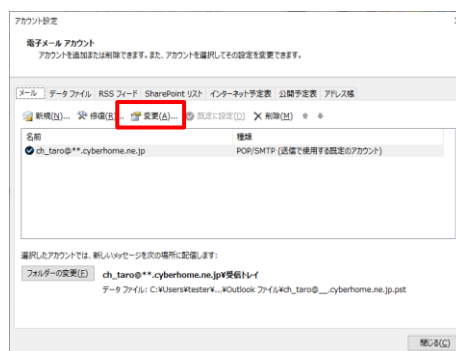 アカウント設定
電子メール アカウント
アカウントを追加または削除できます。また、アカウントを選択してその設定を変更できます。
メール データ ファイル RSS フィード SharePoint リスト インターネット予定表 公開予定表 アドレス帳
新規(N)... 修復(R)... 変更(A)... 既定に設定(D) 削除(M)
名前 種類
ch_taro@**.cyberhome.ne.jp POP/SMTP (送信で使用する既定のアカウント)
選択したアカウントでは、新しいメッセージを次の場所に配信します:
フォルダーの変更(F) ch_taro@**.cyberhome.ne.jp¥受信トレイ
データ ファイル: C:¥Users¥tester¥...¥Outlook ファイル¥ch_taro@__.cyberhome.ne.jp.pst
閉じる(C)